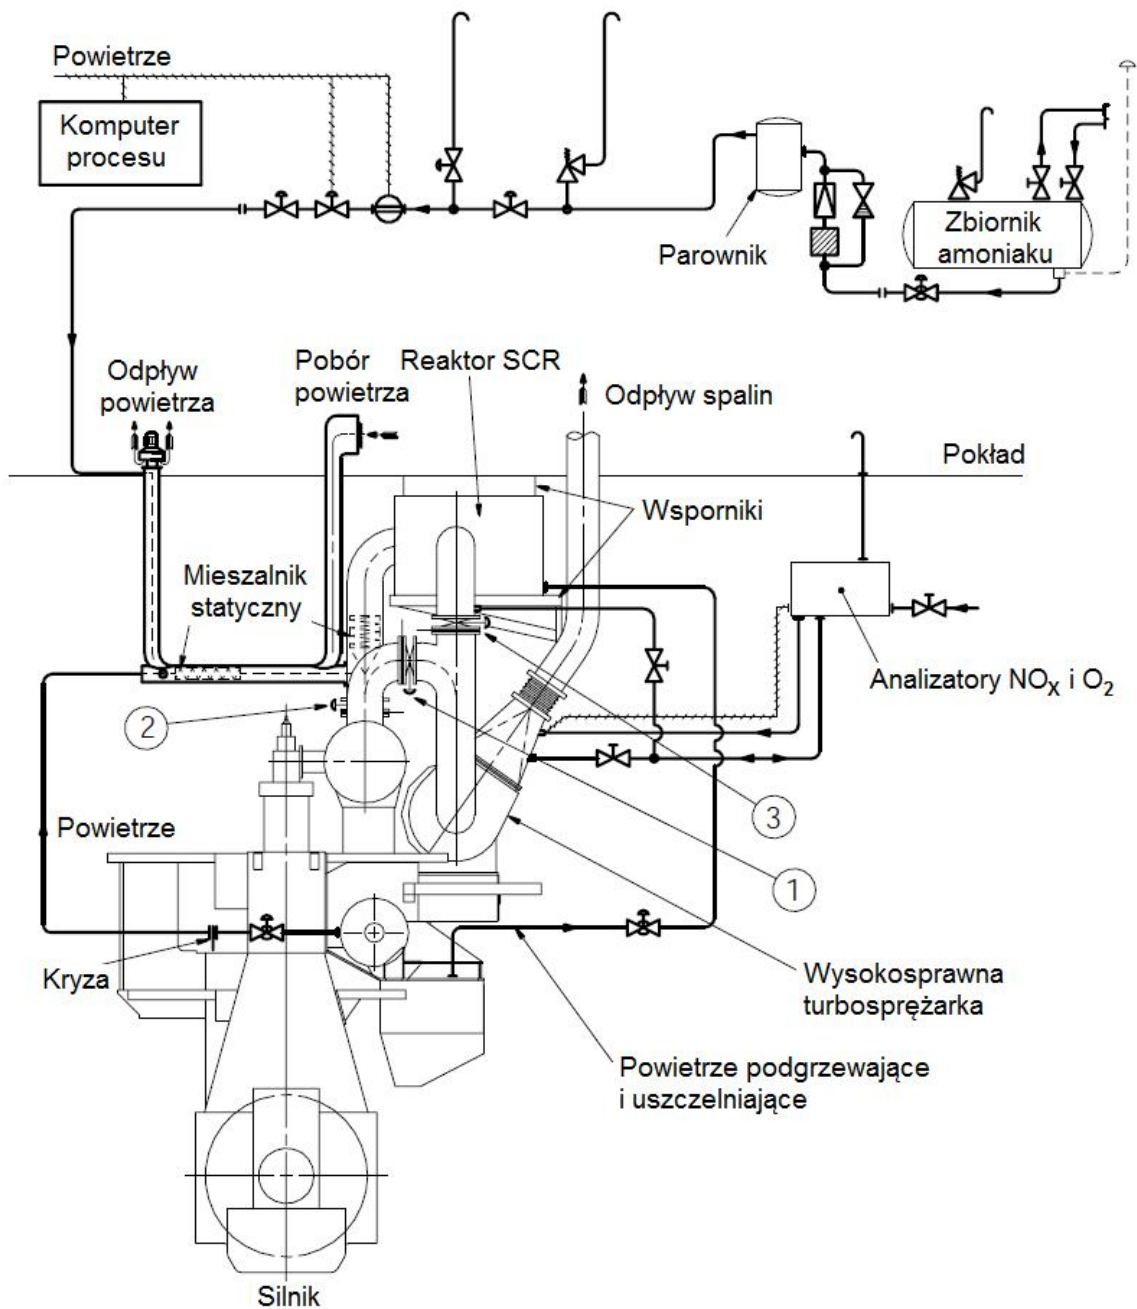 Powietrze
Komputer
procesu
Parownik
Zbiornik
amoniaku
Odpływ
powietrza
Pobór
powietrza
Reaktor SCR
Odpływ spalin
Pokład
Wsporniki
Mieszalnik
statyczny
Analizatory NOX i O2
2
3
1
Powietrze
Kryza
Wysokosprawna
turbosprężarka
Powietrze podgrzewające
i uszczelniające
Silnik